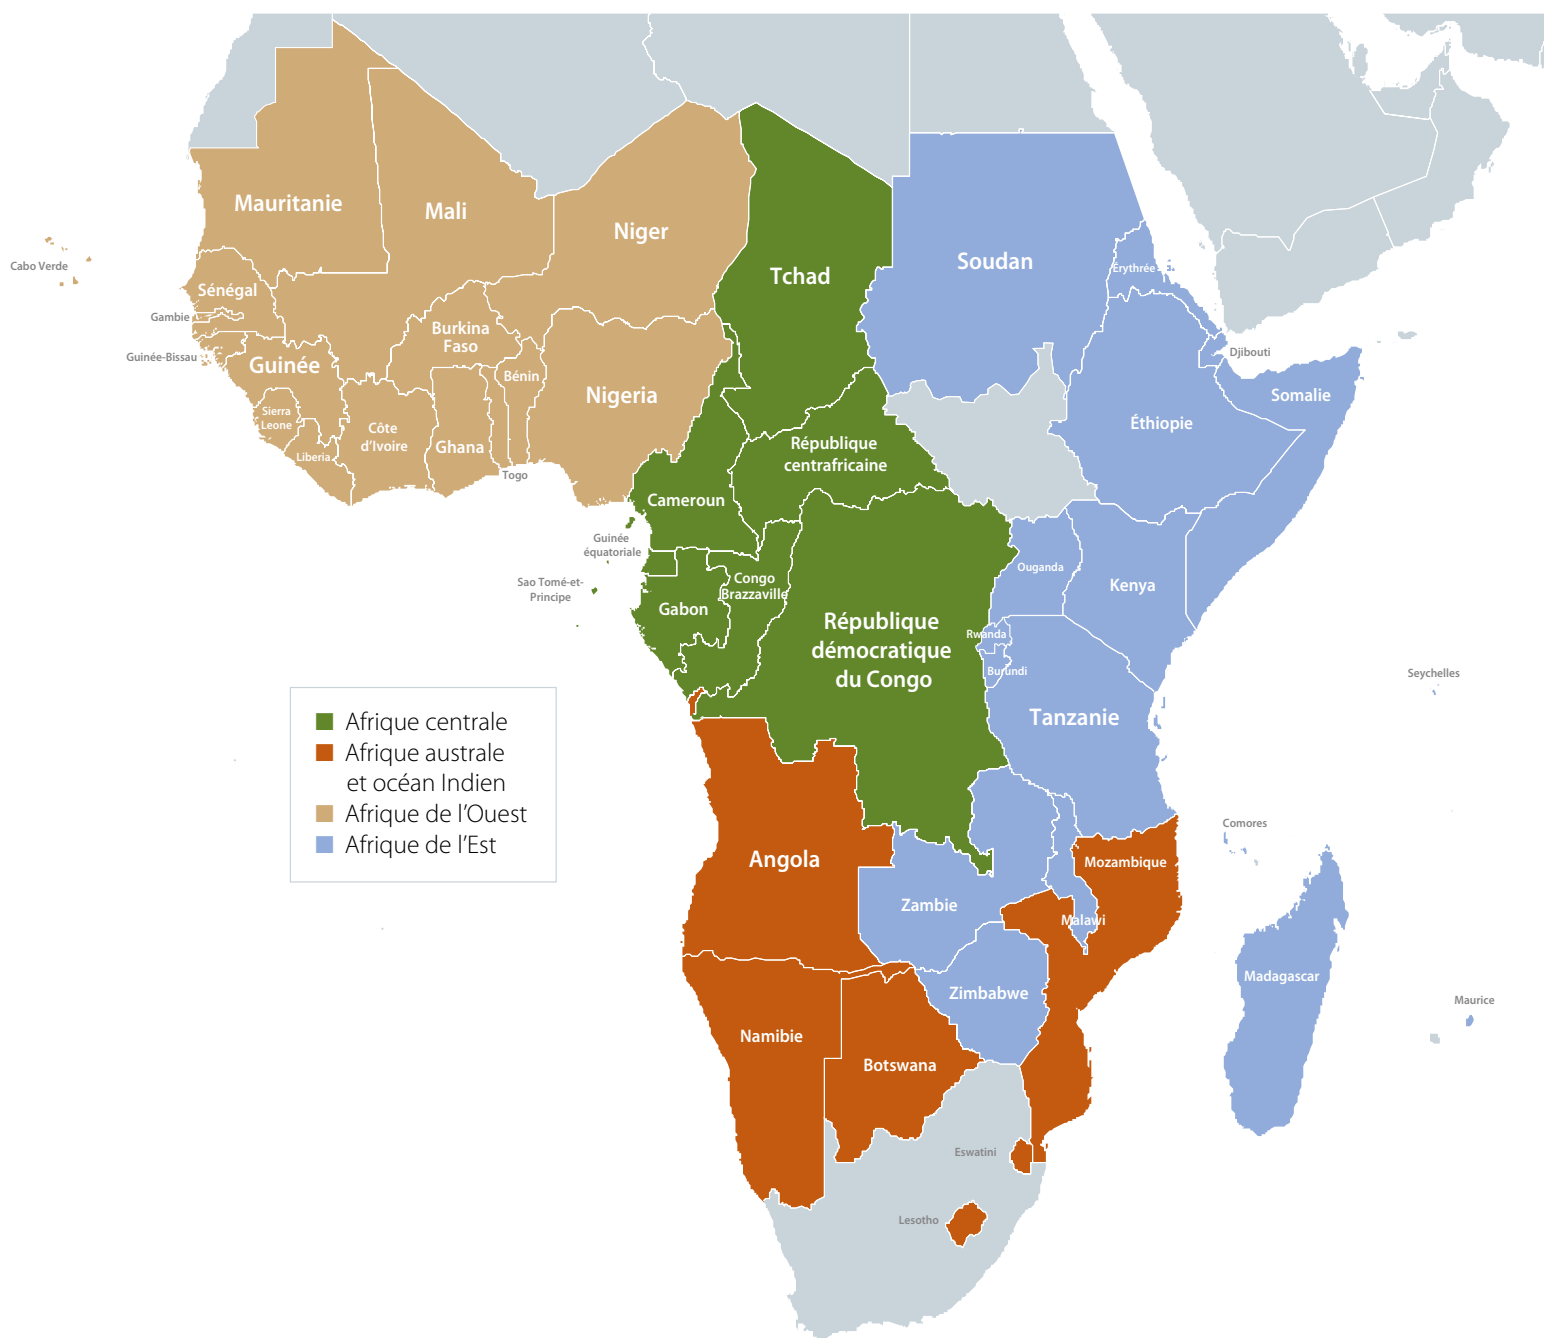 Mauritanie
Mali
Niger
Tchad
Soudan
Érythrée
Cabo Verde
Sénégal
Gambie
Guinée-Bissau
Guinée
Burkina
Faso
Bénin
Nigeria
Djibouti
Somalie
Éthiopie
Sierra
Leone
Liberia
Côte
d'Ivoire
Ghana
Togo
République
centrafricaine
Cameroun
Guinée
équatoriale
Sao Tomé-et-
Principe
Gabon
Congo
Brazzaville
République
démocratique
du Congo
Ouganda
Kenya
Rwanda
Burundi
Tanzanie
Seychelles
Afrique centrale
Afrique australe
et océan Indien
Afrique de l'Ouest
Afrique de l'Est
Angola
Zambie
Malawi
Mozambique
Comores
Madagascar
Maurice
Zimbabwe
Namibie
Botswana
Eswatini
Lesotho